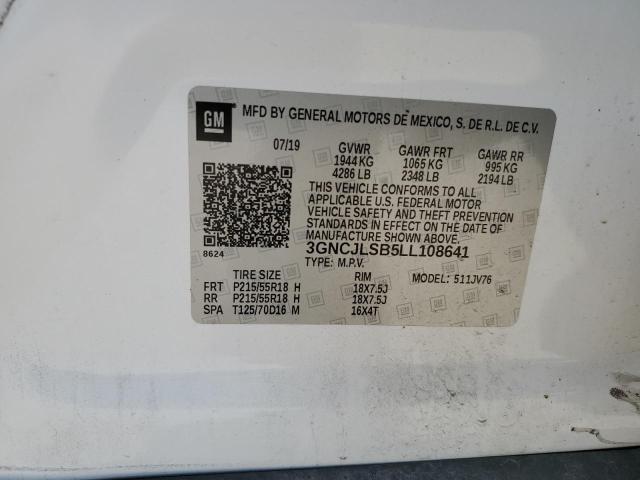 GM MFD BY GENERAL MOTORS DE MEXICO, S. DE R.L. DE C.V.
07/19 GVWR GAWR FRT GAWR RR
1944 KG 1065 KG 995 KG
4286 LB 2348 LB 2194 LB
THIS VEHICLE CONFORMS TO ALL
APPLICABLE U.S. FEDERAL MOTOR
VEHICLE SAFETY AND THEFT PREVENTION
STANDARDS IN EFFECT ON THE DATE OF
MANUFACTURE SHOWN ABOVE.
8624 3GNCJLSB5LL108641
TYPE: M.P.V. MODEL: 511JV76
TIRE SIZE RIM
FRT P215/55R18 H 18X7.5J
RR P215/55R18 H 18X7.5J
SPA T125/70D16 M 16X4T